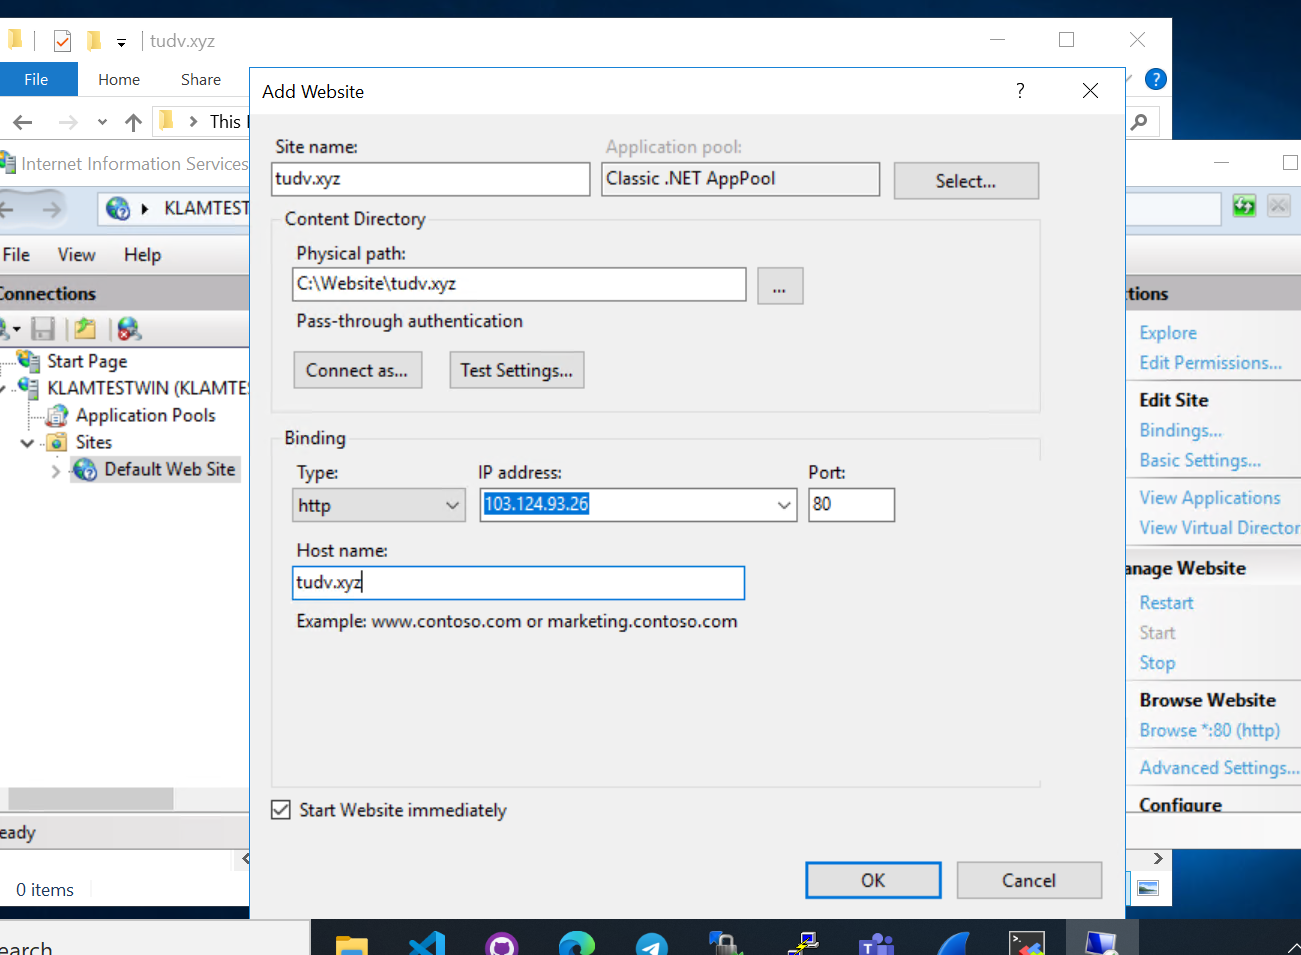 tudv.xyz
File Home Share
This
Internet Information Services
KLAMTEST
File View Help
Connections
Start Page
KLAMTESTWIN (KLAMTES
Application Pools
Sites
Default Web Site
eady
0 items
earch
Add Website
?
Site name:
Application pool:
tudv.xyz
Classic .NET AppPool
Select...
Content Directory
Physical path:
C:\Website\tudv.xyz
...
Pass-through authentication
Connect as...
Test Settings...
Binding
Type: IP address: Port:
http 103.124.93.26 80
Host name:
tudv.xyz
Example: www.contoso.com or marketing.contoso.com
Start Website immediately
OK
Cancel
?
tions
Explore
Edit Permissions...
Edit Site
Bindings...
Basic Settings...
View Applications
View Virtual Director
anage Website
Restart
Start
Stop
Browse Website
Browse *:80 (http)
Advanced Settings...
Configure